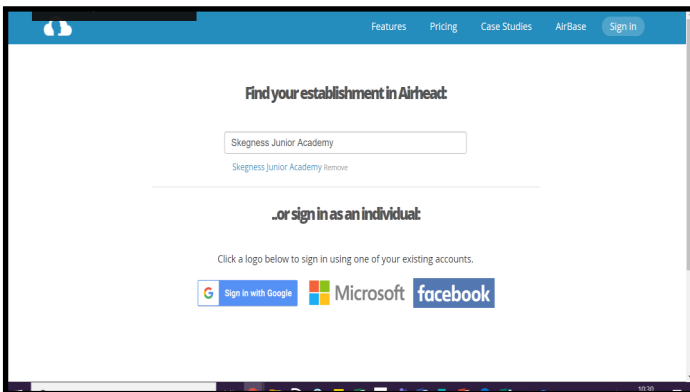 Features Pricing Case Studies AirBase Sign in
Find your establishment in Airhead:
Skegness Junior Academy
Skegness Junior Academy Remove
..or sign in as an individual:
Click a logo below to sign in using one of your existing accounts.
G Sign in with Google Microsoft facebook
10:30